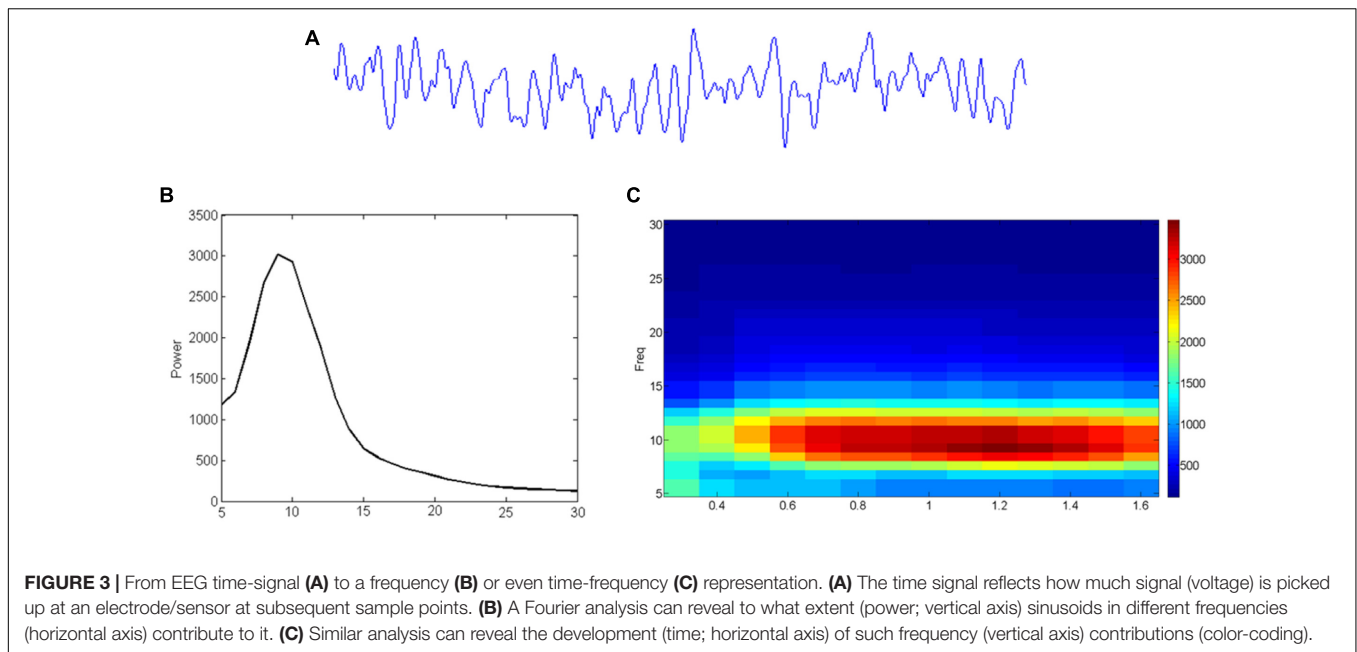 A
B
Power
3500
3000
2500
2000
1500
1000
500
0
5 10 15 20 25 30
C
Freq
30
25
20
15
10
5
0.4 0.6 0.8 1 1.2 1.4 1.6
3000
2500
2000
1500
1000
500
FIGURE 3 | From EEG time-signal (A) to a frequency (B) or even time-frequency (C) representation. (A) The time signal reflects how much signal (voltage) is picked
up at an electrode/sensor at subsequent sample points. (B) A Fourier analysis can reveal to what extent (power; vertical axis) sinusoids in different frequencies
(horizontal axis) contribute to it. (C) Similar analysis can reveal the development (time; horizontal axis) of such frequency (vertical axis) contributions (color-coding).